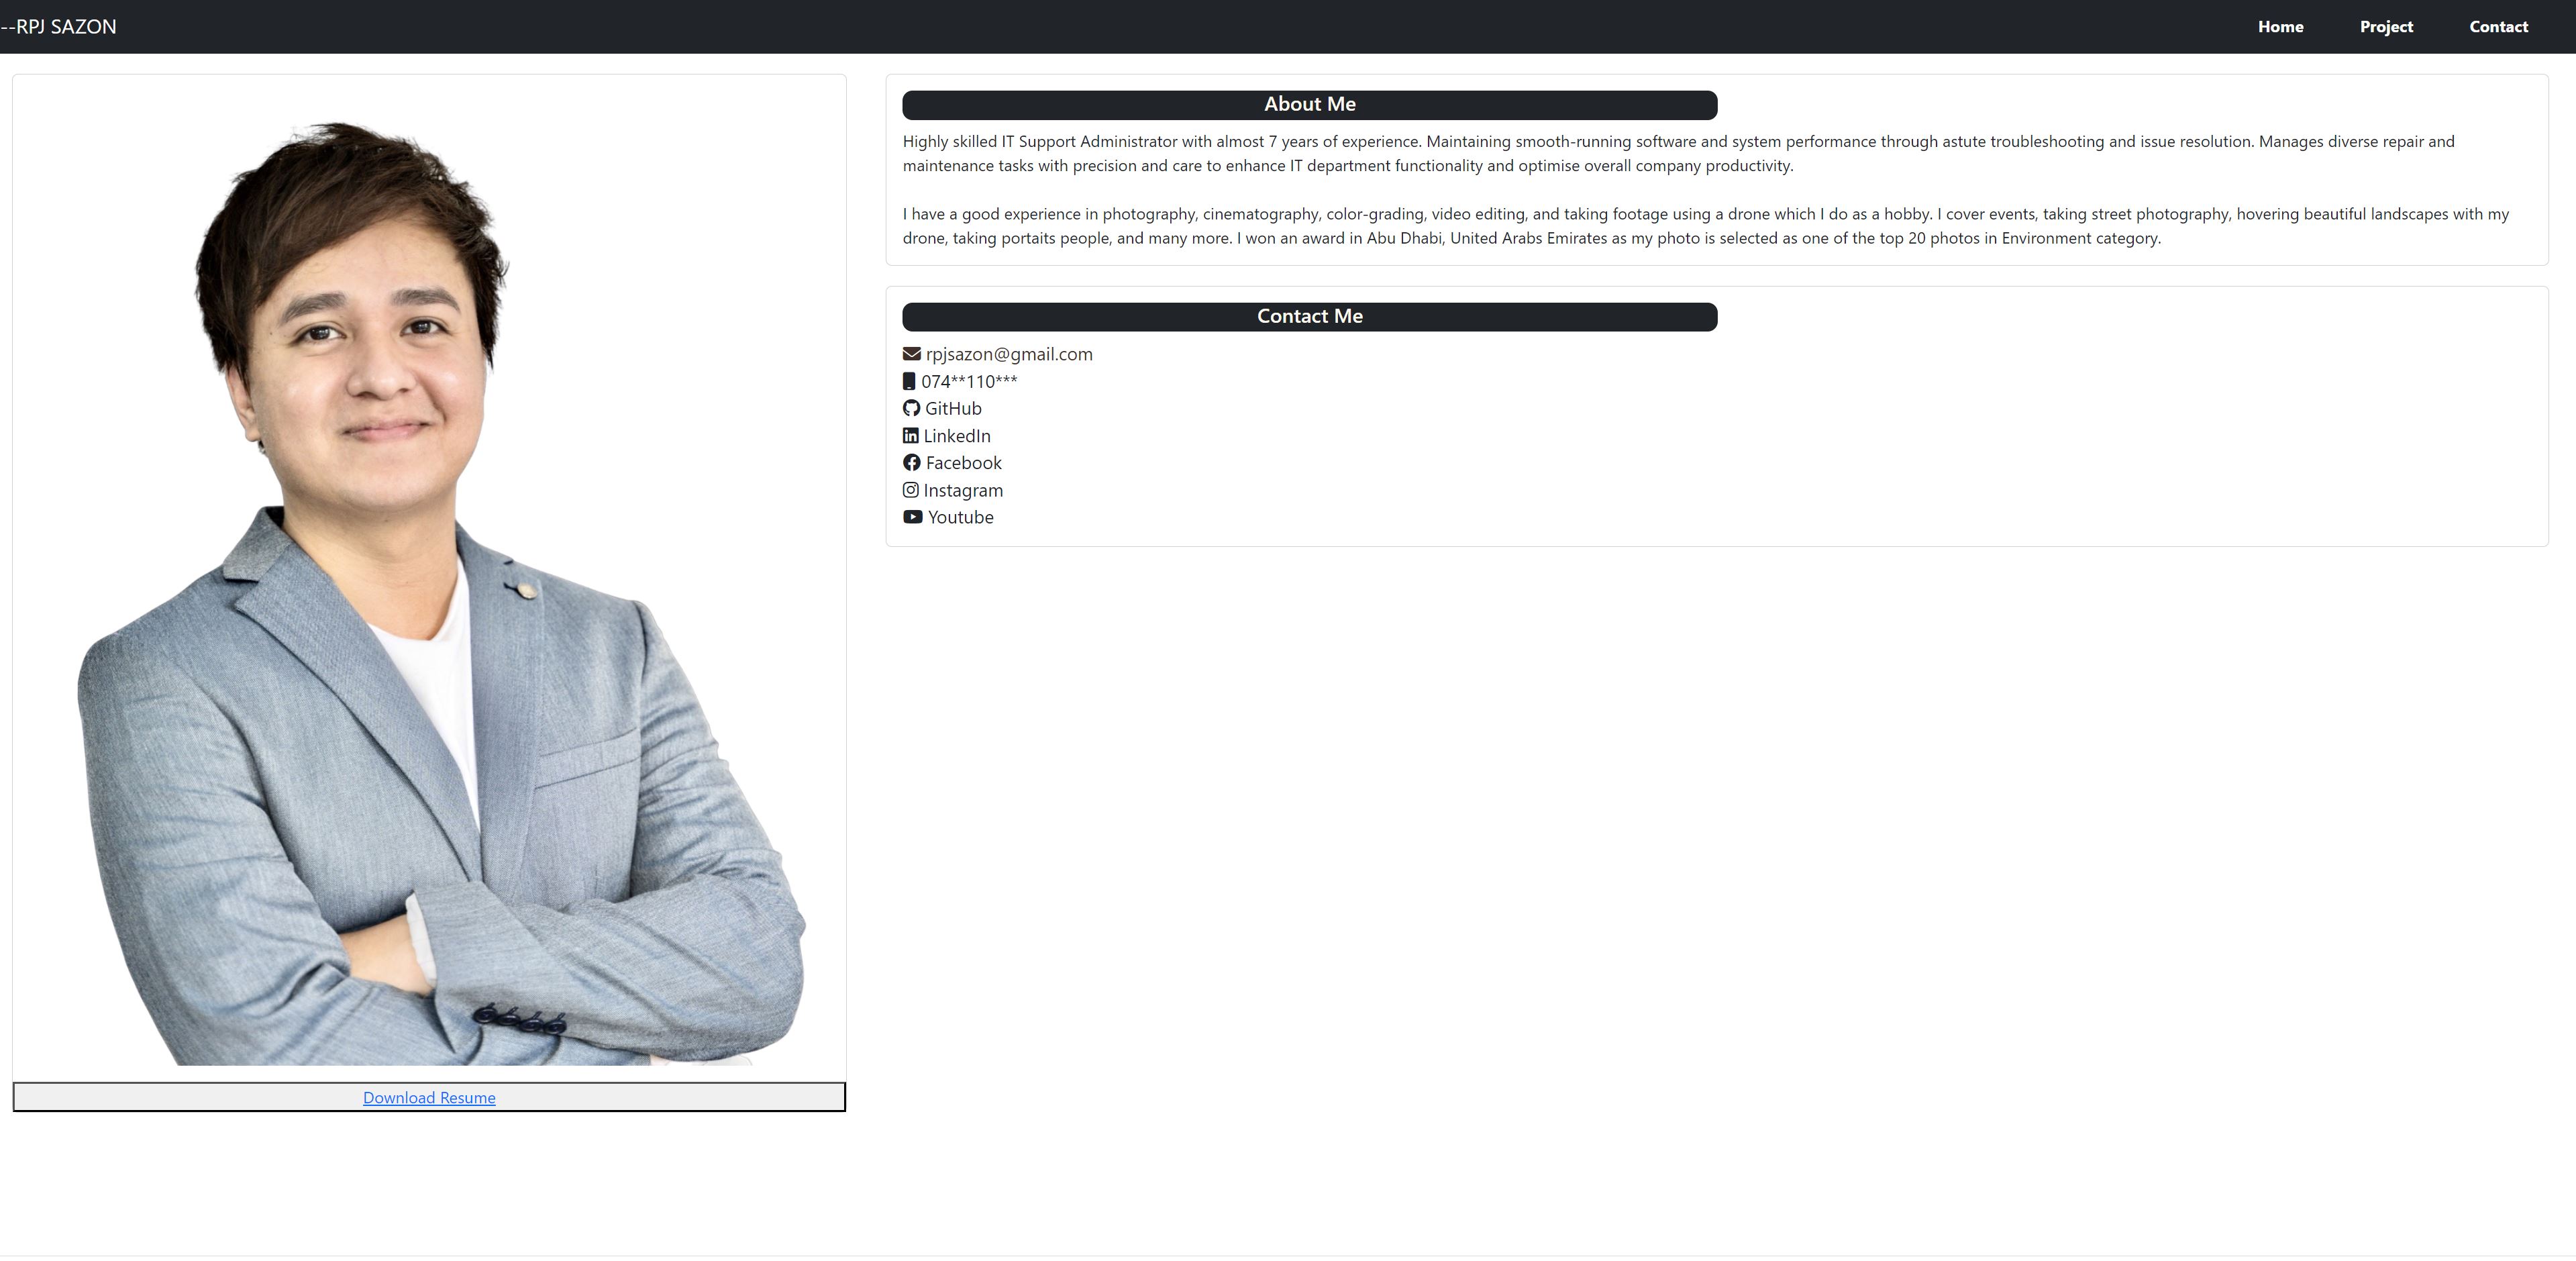 --RPJ SAZON
Home
Project
Contact
About Me
Highly skilled IT Support Administrator with almost 7 years of experience. Maintaining smooth-running software and system performance through astute troubleshooting and issue resolution. Manages diverse repair and
maintenance tasks with precision and care to enhance IT department functionality and optimise overall company productivity.
I have a good experience in photography, cinematography, color-grading, video editing, and taking footage using a drone which I do as a hobby. I cover events, taking street photography, hovering beautiful landscapes with my
drone, taking portaits people, and many more. I won an award in Abu Dhabi, United Arabs Emirates as my photo is selected as one of the top 20 photos in Environment category.
Contact Me
rpjsazon@gmail.com
074**110***
GitHub
LinkedIn
Facebook
Instagram
Youtube
Download Resume